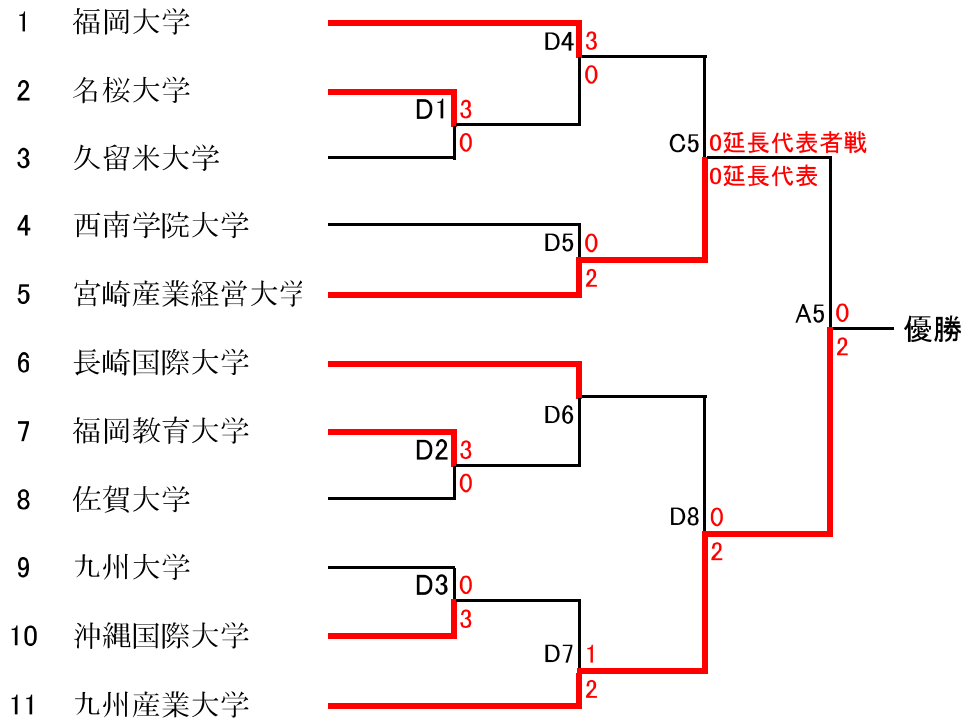 1 福岡大学
D4 3
0
2 名桜大学
D1 3
0
3 久留米大学
C5 0延長代表者戦
0延長代表
4 西南学院大学
D5 0
2
5 宮崎産業経営大学
A5 0
2
優勝
6 長崎国際大学
D6
7 福岡教育大学
D2 3
0
8 佐賀大学
D8 0
2
9 九州大学
D3 0
3
10 沖縄国際大学
D7 1
2
11 九州産業大学